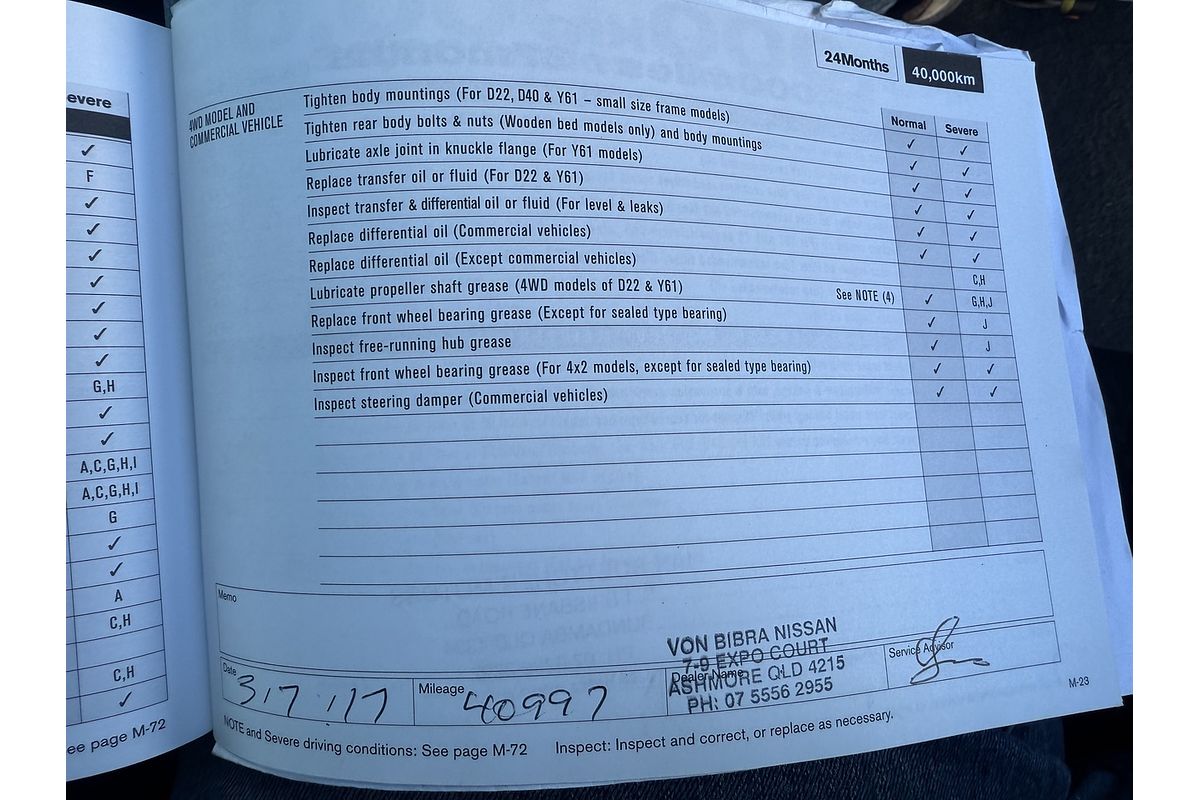 evere
✓
F
✓
✓
✓
✓
✓
✓
✓
G,H
✓
✓
A,C,G,H,I
A,C,G,H,I
G
✓
✓
A
C,H
C,H
✓
ee page M-72
24Months 40,000km
Normal Severe
4WD MODEL AND
COMMERCIAL VEHICLE
Tighten body mountings (For D22, D40 & Y61 – small size frame models) ✓ ✓
Tighten rear body bolts & nuts (Wooden bed models only) and body mountings ✓ ✓
Lubricate axle joint in knuckle flange (For Y61 models) ✓ ✓
Replace transfer oil or fluid (For D22 & Y61) ✓ ✓
Inspect transfer & differential oil or fluid (For level & leaks) ✓ ✓
Replace differential oil (Commercial vehicles) ✓ ✓
Replace differential oil (Except commercial vehicles) C,H
Lubricate propeller shaft grease (4WD models of D22 & Y61) See NOTE (4) ✓ G,H,J
Replace front wheel bearing grease (Except for sealed type bearing) ✓ J
Inspect free-running hub grease ✓ J
Inspect front wheel bearing grease (For 4x2 models, except for sealed type bearing) ✓ ✓
Inspect steering damper (Commercial vehicles) ✓ ✓
Memo
Date 3/7/17
Mileage 40997
Dealer Name
VON BIBRA NISSAN
7-9 EXPO COURT
ASHMORE QLD 4215
PH: 07 5556 2955
Service Advisor
M-23
NOTE and Severe driving conditions: See page M-72 Inspect: Inspect and correct, or replace as necessary.